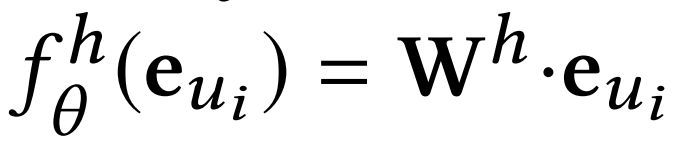 f_θ^h(𝐞_{u_i}) = 𝐖^h·𝐞_{u_i}